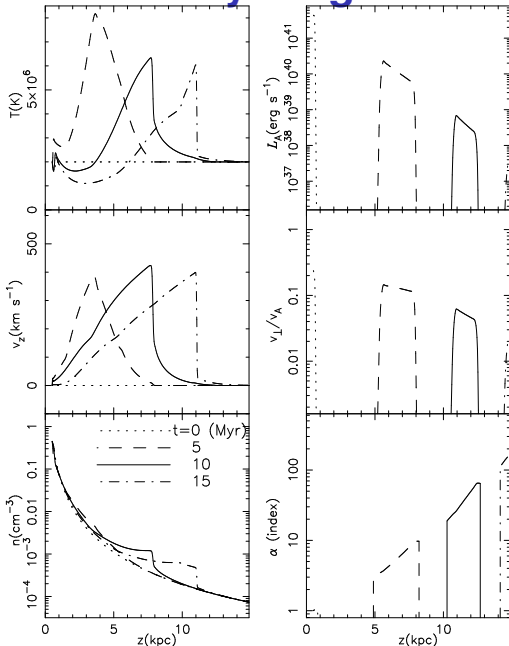 T(K)
5×10⁶
0
L_A(erg s⁻¹)
10⁴¹
10⁴⁰
10³⁹
10³⁸
10³⁷
v_z(km s⁻¹)
500
0
v⊥/v_A
1
0.1
0.01
n(cm⁻³)
1
0.1
0.01
10⁻³
10⁻⁴
t=0 (Myr)
5
10
15
0 5 10
z(kpc)
α (index)
100
10
1
0 5 10
z(kpc)